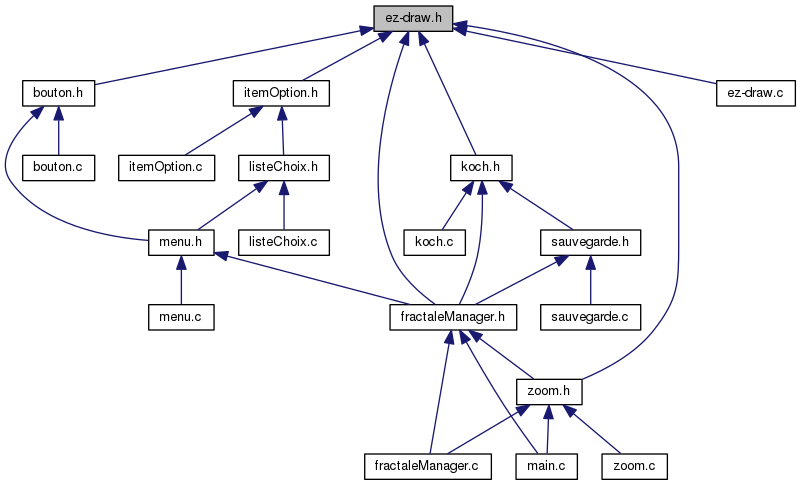 ez-draw.h
bouton.h
itemOption.h
ez-draw.c
bouton.c
itemOption.c
listeChoix.h
koch.h
menu.h
listeChoix.c
koch.c
sauvegarde.h
menu.c
fractaleManager.h
sauvegarde.c
zoom.h
fractaleManager.c
main.c
zoom.c